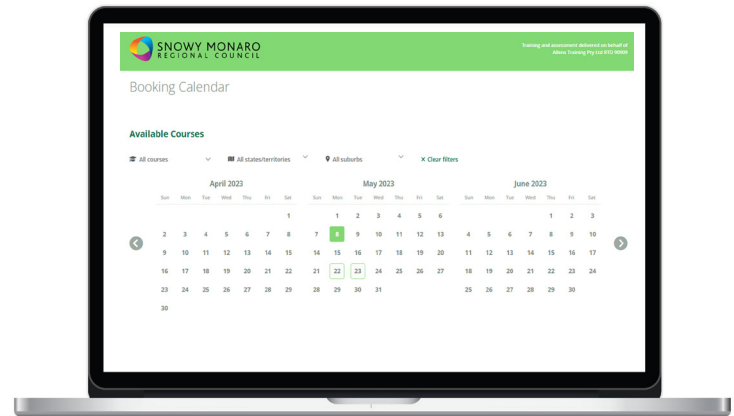 SNOWY MONARO
REGIONAL COUNCIL
Training and assessment delivered on behalf of
Allens Training Pty Ltd RTO 90909
Booking Calendar
Available Courses
All courses All states/territories All suburbs x Clear filters
April 2023 May 2023 June 2023
Sun Mon Tue Wed Thu Fri Sat Sun Mon Tue Wed Thu Fri Sat Sun Mon Tue Wed Thu Fri Sat
1 1 2 3 4 5 6 1 2 3
2 3 4 5 6 7 8 7 8 9 10 11 12 13 4 5 6 7 8 9 10
9 10 11 12 13 14 15 14 15 16 17 18 19 20 11 12 13 14 15 16 17
16 17 18 19 20 21 22 21 22 23 24 25 26 27 18 19 20 21 22 23 24
23 24 25 26 27 28 29 28 29 30 31 25 26 27 28 29 30
30